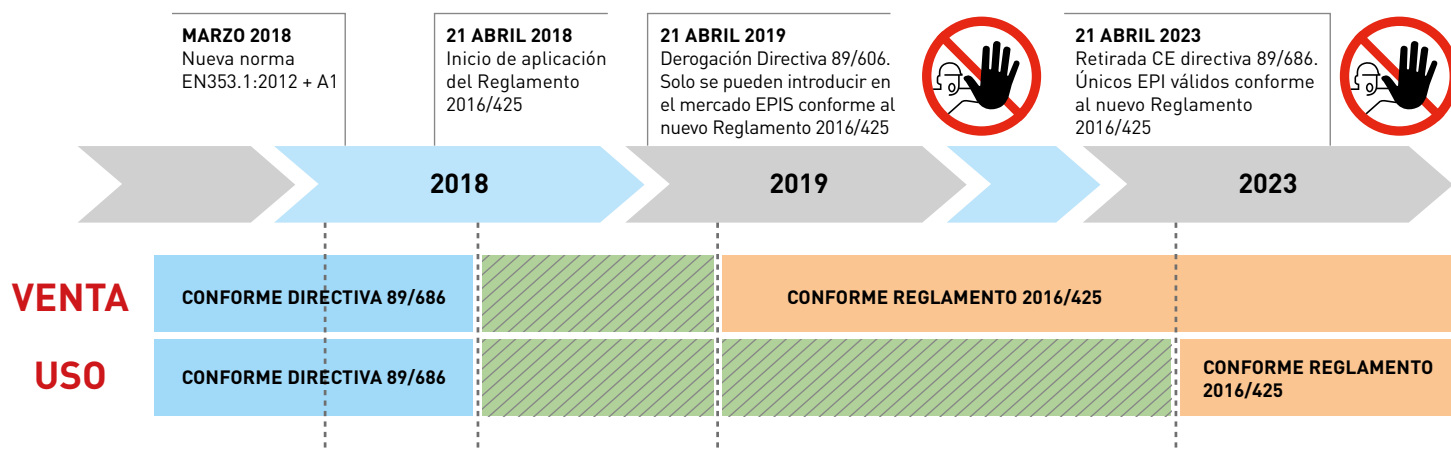 MARZO 2018
Nueva norma
EN353.1:2012 + A1
21 ABRIL 2018
Inicio de aplicación
del Reglamento
2016/425
21 ABRIL 2019
Derogación Directiva 89/606.
Solo se pueden introducir en
el mercado EPIS conforme al
nuevo Reglamento 2016/425
21 ABRIL 2023
Retirada CE directiva 89/686.
Únicos EPI válidos conforme
al nuevo Reglamento
2016/425
2018
2019
2023
VENTA
CONFORME DIRECTIVA 89/686
CONFORME REGLAMENTO 2016/425
USO
CONFORME DIRECTIVA 89/686
CONFORME REGLAMENTO
2016/425